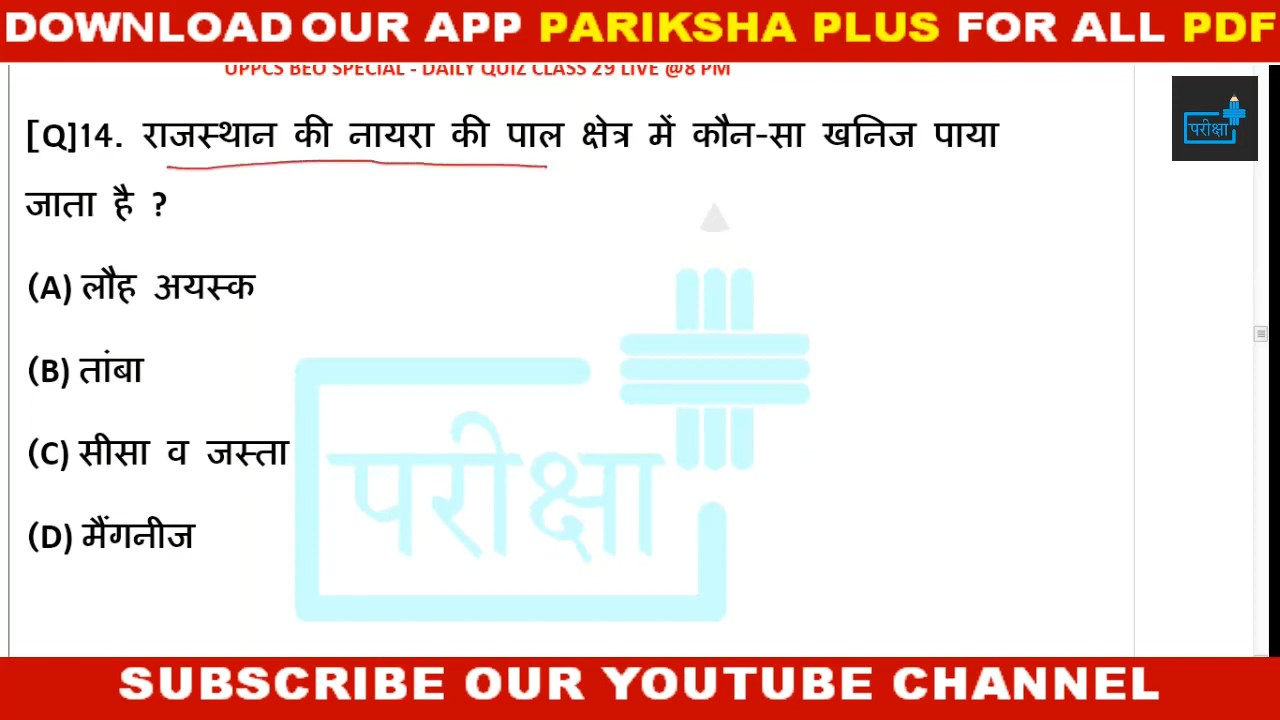 DOWNLOAD OUR APP PARIKSHA PLUS FOR ALL PDF
UPPCS BEO SPECIAL - DAILY QUIZ CLASS 29 LIVE @8 PM
परीक्षा
[Q]14. राजस्थान की नायरा की पाल क्षेत्र में कौन-सा खनिज पाया
जाता है ?
(A) लौह अयस्क
(B) तांबा
(C) सीसा व जस्ता
(D) मैंगनीज
परीक्षा
SUBSCRIBE OUR YOUTUBE CHANNEL